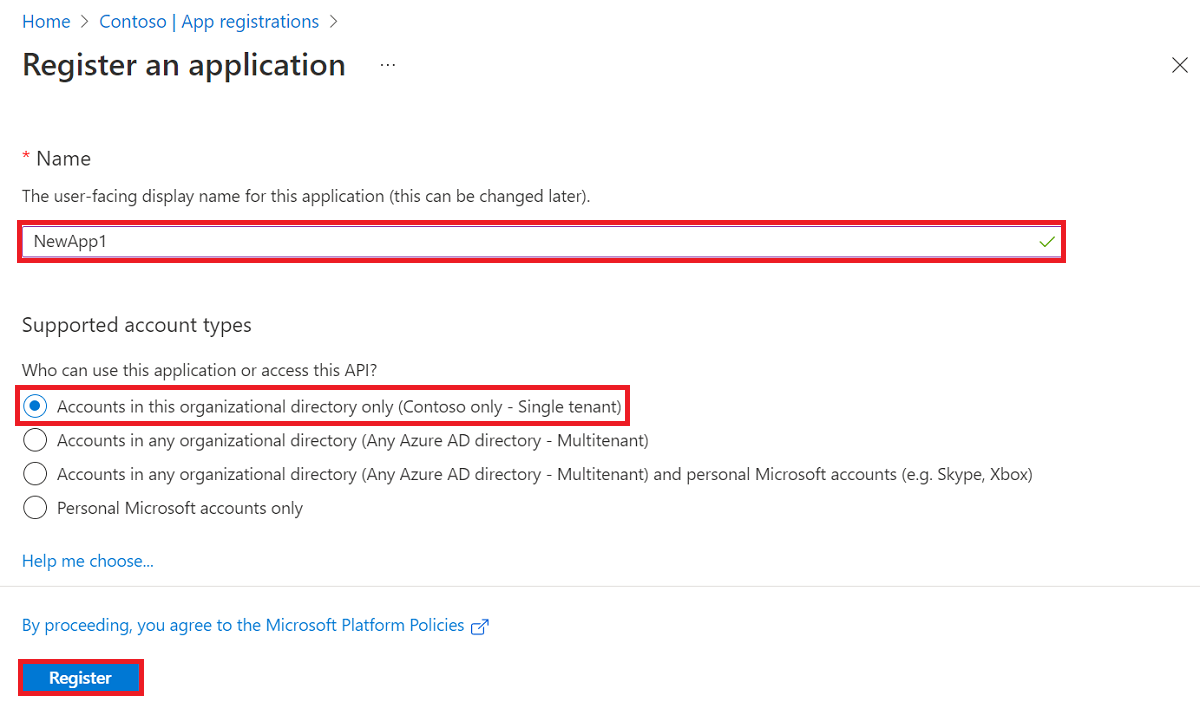 Home > Contoso | App registrations >
Register an application ...
* Name
The user-facing display name for this application (this can be changed later).
NewApp1
Supported account types
Who can use this application or access this API?
Accounts in this organizational directory only (Contoso only - Single tenant)
Accounts in any organizational directory (Any Azure AD directory - Multitenant)
Accounts in any organizational directory (Any Azure AD directory - Multitenant) and personal Microsoft accounts (e.g. Skype, Xbox)
Personal Microsoft accounts only
Help me choose...
By proceeding, you agree to the Microsoft Platform Policies
Register